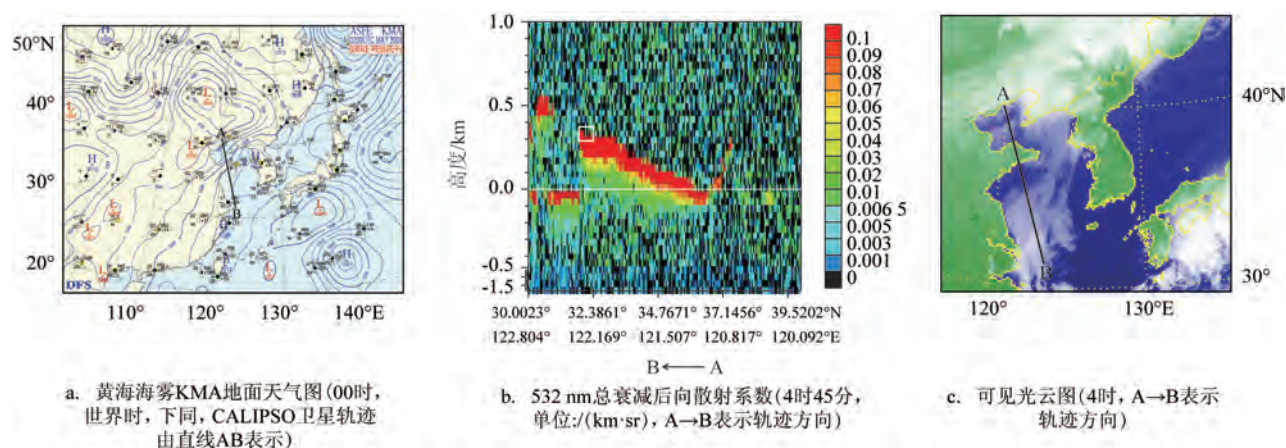 50°N
40°
30°
20°
110°
120°
130°
140°E
ASFE KMA
DFS
B
高度/km
1.0
0.5
0.0
-0.5
-1.5
0.1
0.09
0.08
0.07
0.06
0.05
0.04
0.03
0.02
0.01
0.006 5
0.003
0.001
0
30.0023° 32.3861° 34.7671° 37.1456° 39.5202°N
122.804° 122.169° 121.507° 120.817° 120.092°E
B←A
A
B
40°N
30°
120°
130°E
a. 黄海海雾KMA地面天气图(00时,
世界时, 下同, CALIPSO卫星轨迹
由直线AB表示)
b. 532 nm总衰减后向散射系数(4时45分,
单位:/(km·sr), A→B表示轨迹方向)
c. 可见光云图(4时, A→B表示
轨迹方向)